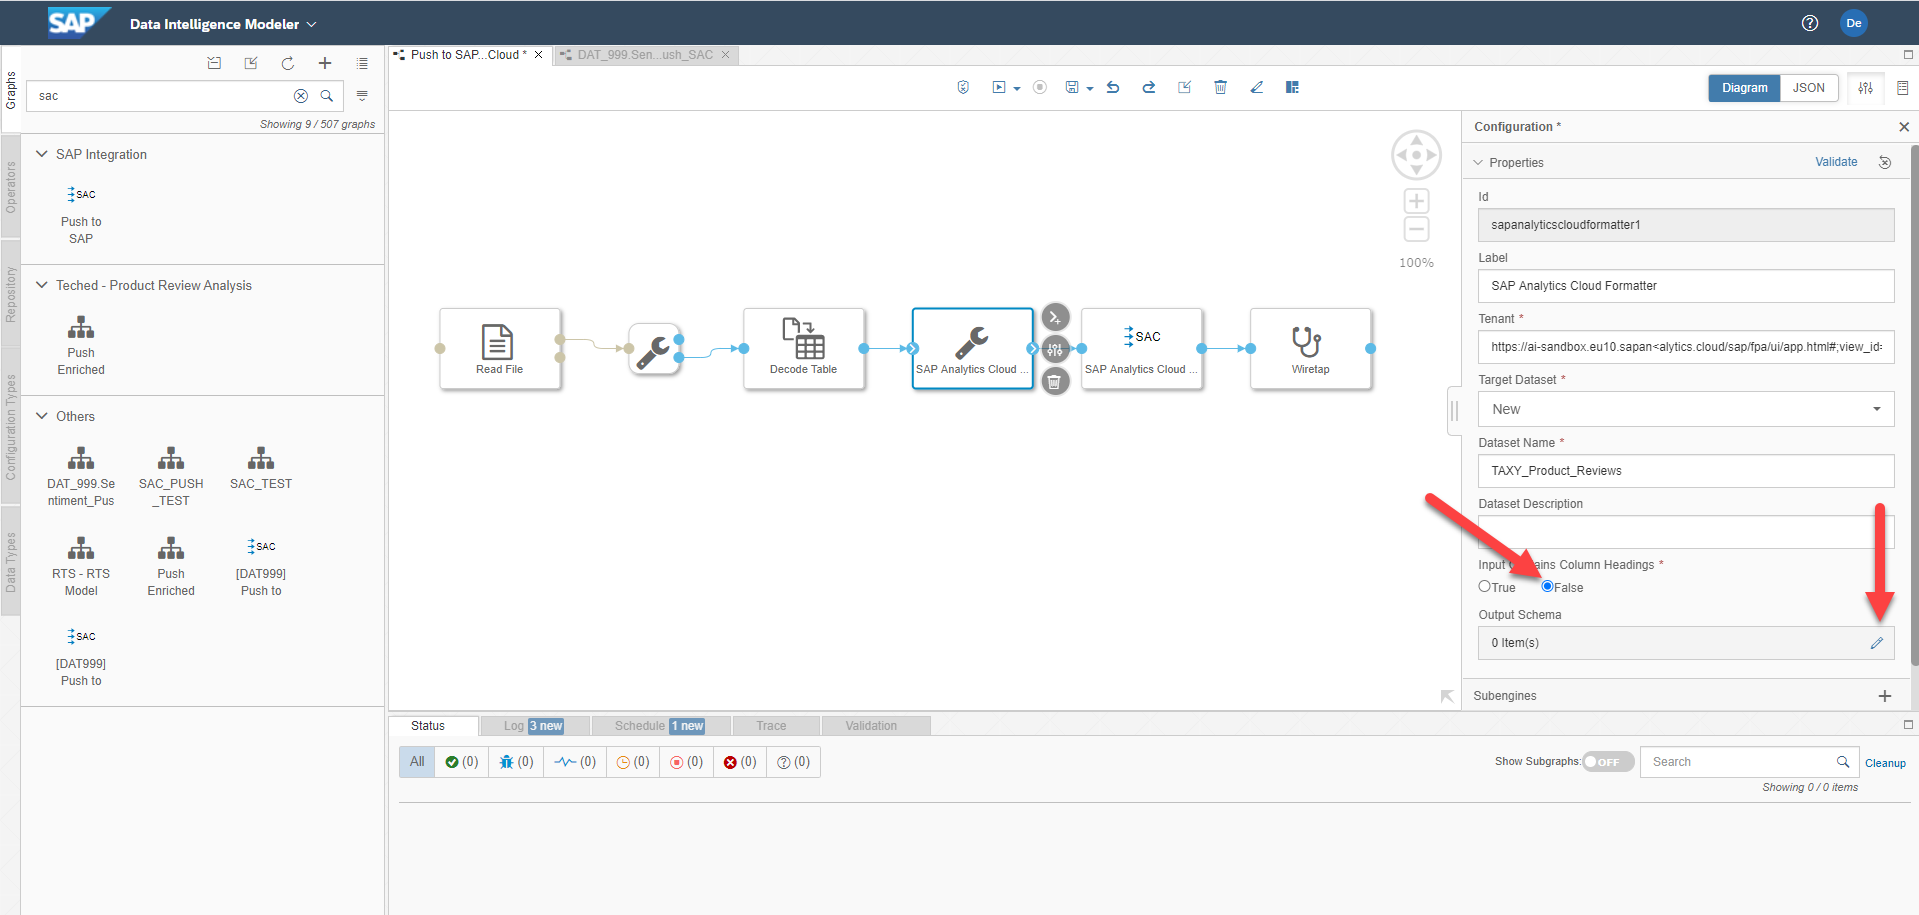 SAP Data Intelligence Modeler
De
Graphs
Operators
Repository
Configuration Types
Data Types
sac
Showing 9 / 507 graphs
SAP Integration
SAC
Push to
SAP
Teched - Product Review Analysis
Push
Enriched
Others
DAT_999.Se
ntiment_Pus
SAC_PUSH
_TEST
SAC_TEST
RTS - RTS
Model
Push
Enriched
SAC
[DAT999]
Push to
SAC
[DAT999]
Push to
Push to SAP...Cloud *
DAT_999.Sen...ush_SAC
Diagram
JSON
100%
Read File
Decode Table
SAP Analytics Cloud ...
SAC
SAP Analytics Cloud ...
Wiretap
Configuration *
Properties
Validate
Id
sapanalyticscloudformatter1
Label
SAP Analytics Cloud Formatter
Tenant *
https://ai-sandbox.eu10.sapan<alytics.cloud/sap/fpa/ui/app.html#;view_id=
Target Dataset *
New
Dataset Name *
TAXY_Product_Reviews
Dataset Description
Input Column Headings *
True False
Output Schema
0 Item(s)
Subengines
Status
Log 3 new
Schedule 1 new
Trace
Validation
All (0) (0) (0) (0) (0) (0) (0)
Show Subgraphs: OFF
Search
Cleanup
Showing 0 / 0 items